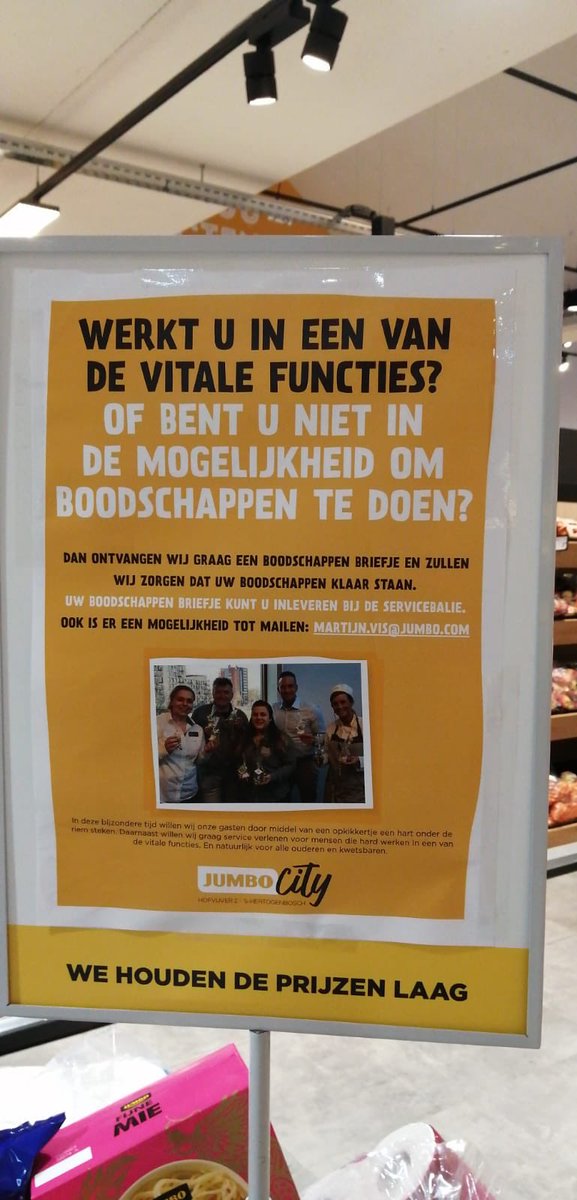 WERKT U IN EEN VAN
DE VITALE FUNCTIES?
OF BENT U NIET IN
DE MOGELIJKHEID OM
BOODSCHAPPEN TE DOEN?
DAN ONTVANGEN WIJ GRAAG EEN BOODSCHAPPEN BRIEFJE EN ZULLEN
WIJ ZORGEN DAT UW BOODSCHAPPEN KLAAR STAAN.
UW BOODSCHAPPEN BRIEFJE KUNT U INLEVEREN BIJ DE SERVICEBALIE.
OOK IS ER EEN MOGELIJKHEID TOT MAILEN: MARTIJN.VIS@JUMBO.COM
In deze bijzondere tijd willen wij onze gasten door middel van een opkikkertje een hart onder de
riem steken. Daarnaast willen wij graag service verlenen voor mensen die hard werken in een van
de vitale functies. En natuurlijk voor alle ouderen en kwetsbaren.
JUMBO City
HOFVIJVER 2 - 'S-HERTOGENBOSCH
WE HOUDEN DE PRIJZEN LAAG
JUMBO
FIJNE
MIE